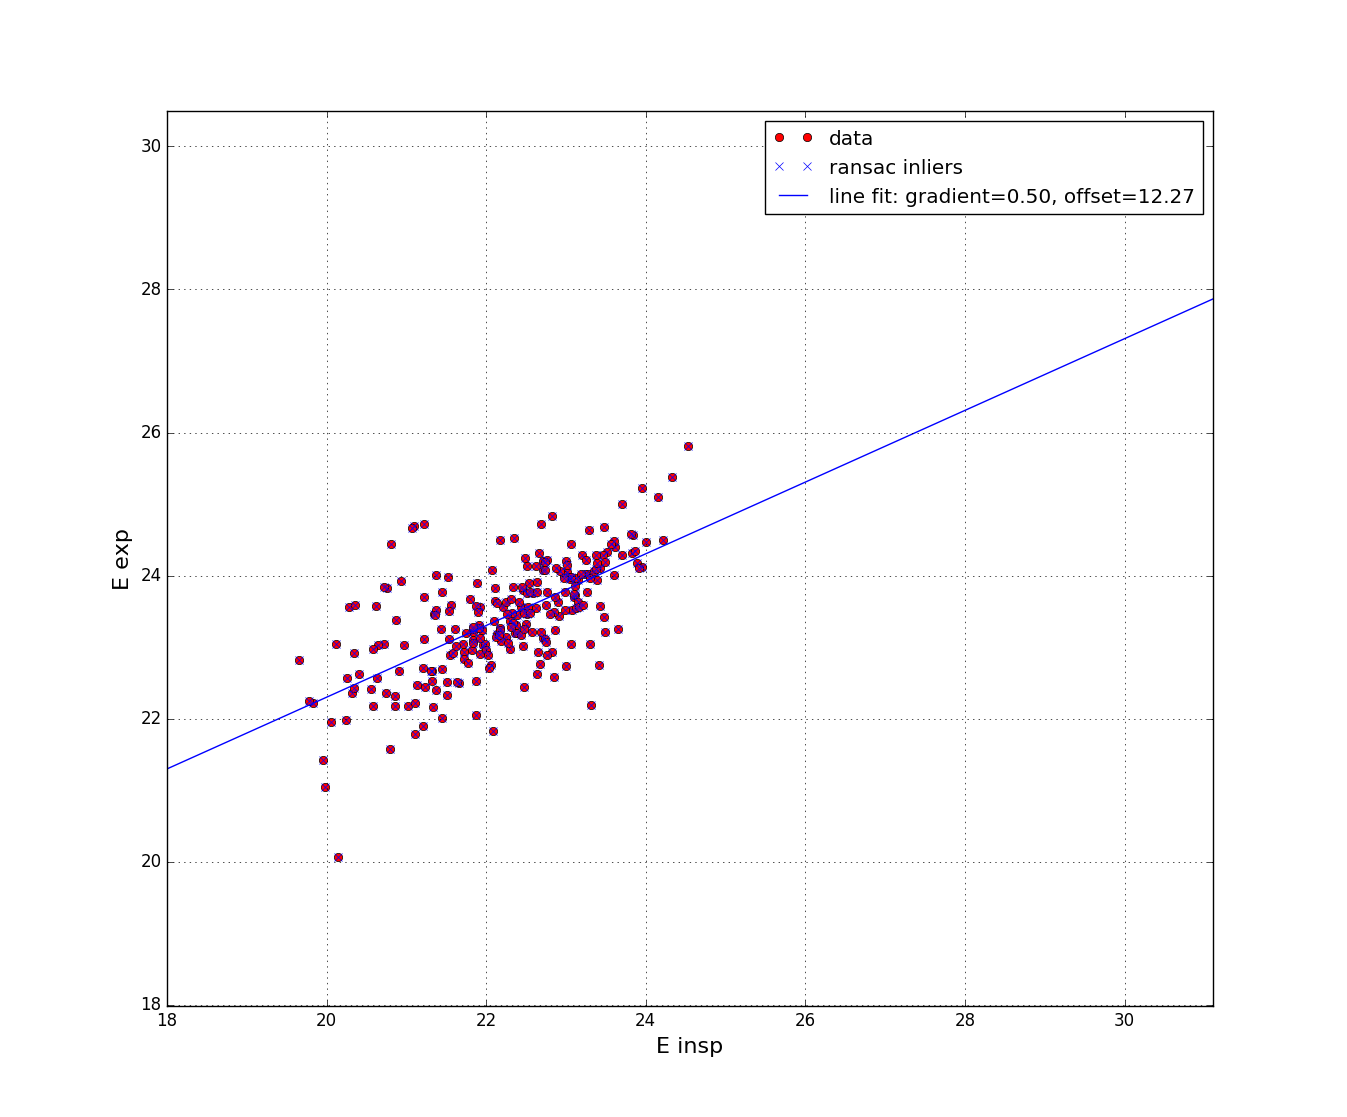 30
28
26
24
22
20
18
18 20 22 24 26 28 30
E exp
E insp
data
ransac inliers
line fit: gradient=0.50, offset=12.27